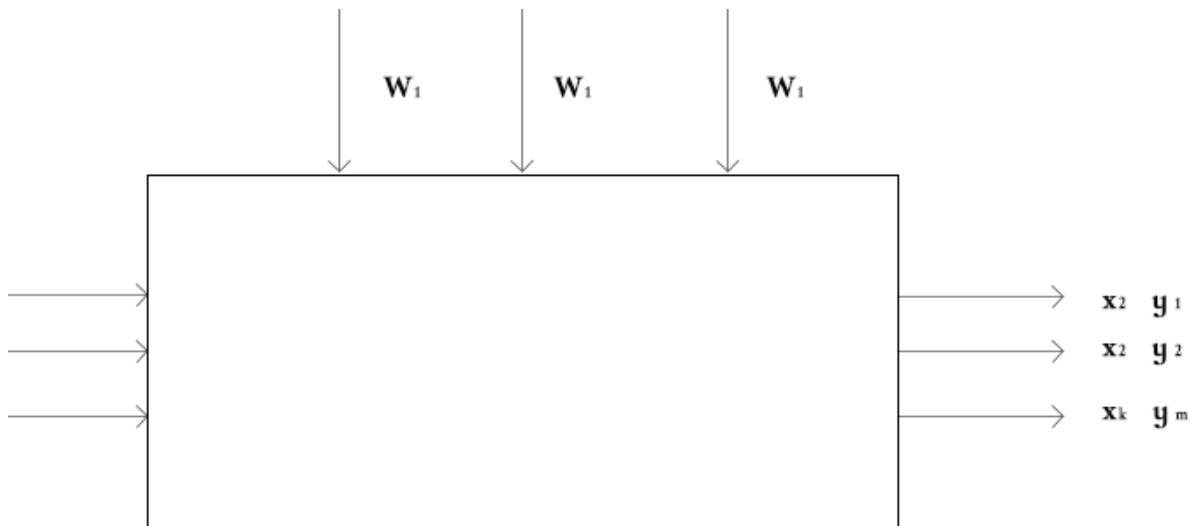 W₁ W₁ W₁
x₂ y₁
x₂ y₂
xₖ yₘ